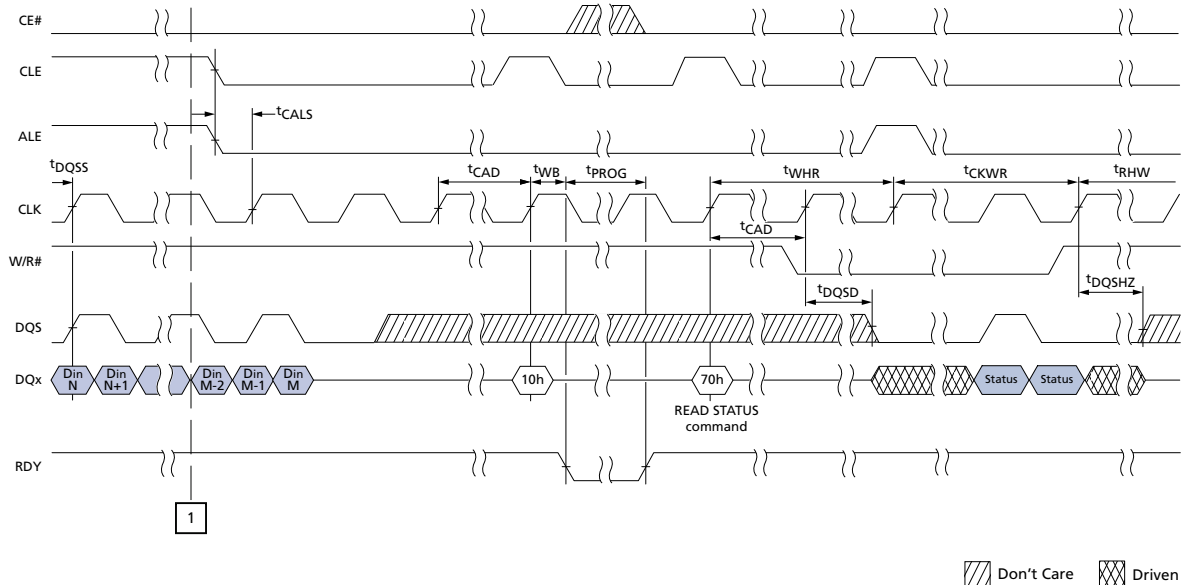 CE#
CLE
tCALS
ALE
tDQSS
tCAD
tWB
tPROG
tWHR
tCKWR
tRHW
CLK
tCAD
W/R#
tDQSD
tDQSHZ
DQS
DQx
Din N
Din N+1
Din M-2
Din M-1
Din M
10h
70h
Status
Status
READ STATUS
command
RDY
1
Don't Care
Driven